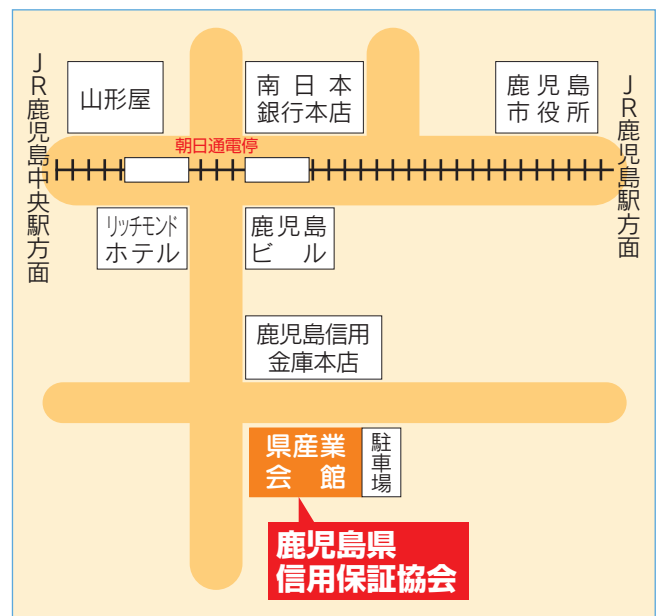 JR鹿児島中央駅方面
山形屋
南日本
銀行本店
鹿児島
市役所
JR鹿児島駅方面
朝日通電停
リッチモンド
ホテル
鹿児島
ビル
鹿児島信用
金庫本店
県産業
会館
駐車場
鹿児島県
信用保証協会